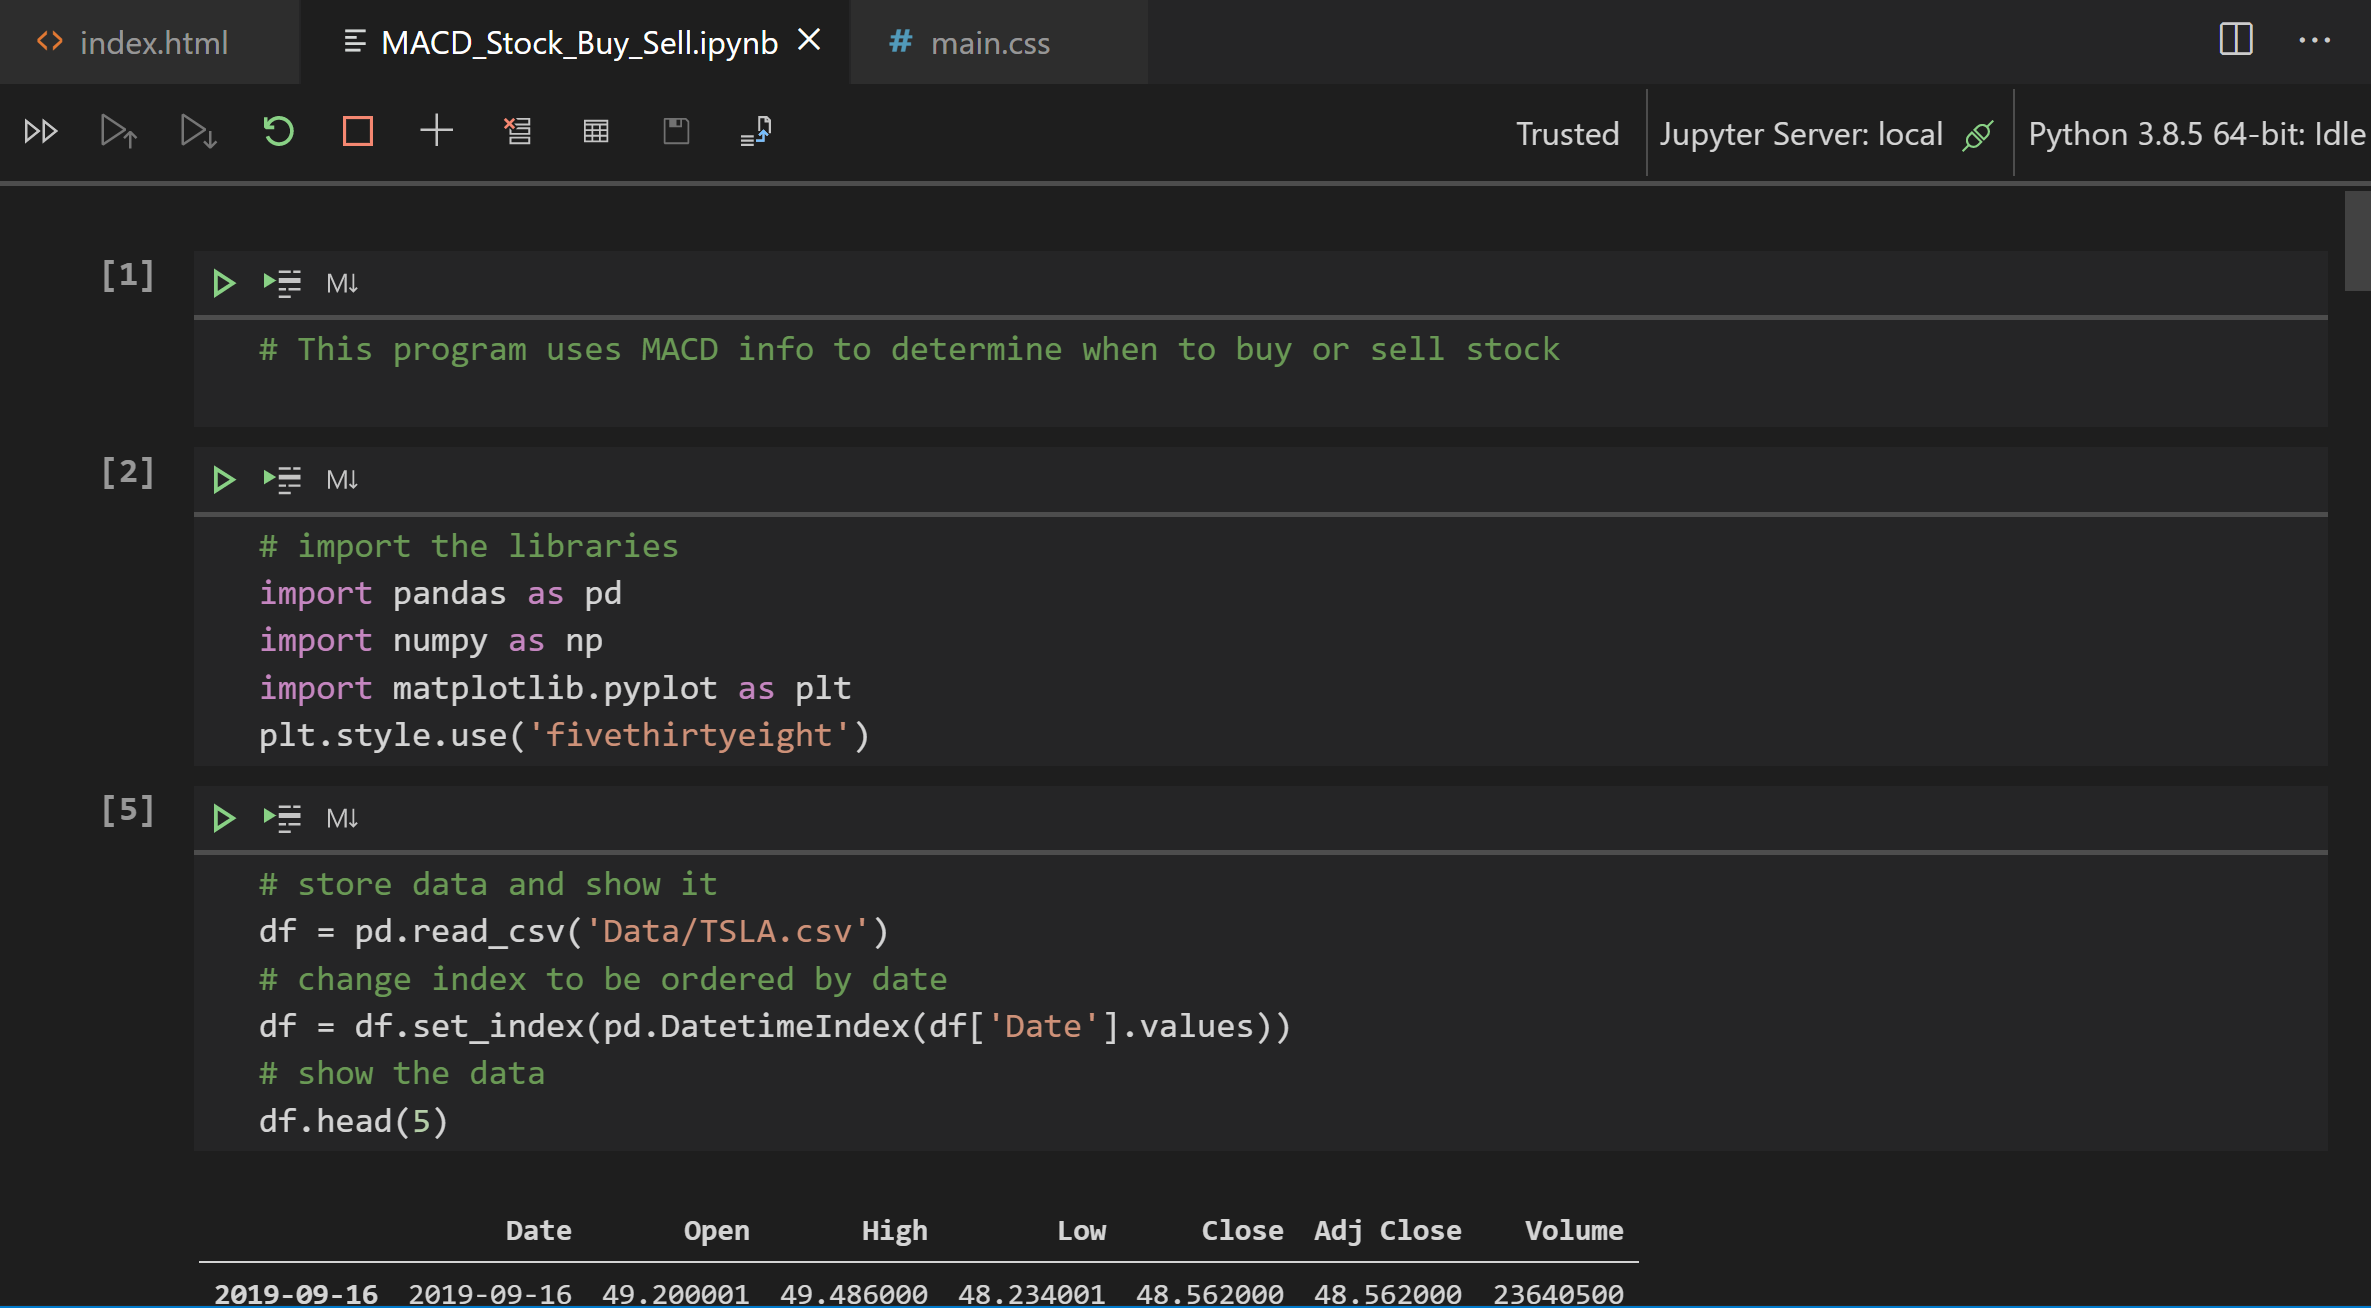 index.html MACD_Stock_Buy_Sell.ipynb main.css
Trusted Jupyter Server: local Python 3.8.5 64-bit: Idle
[1]
M↓
# This program uses MACD info to determine when to buy or sell stock
[2]
M↓
# import the libraries
import pandas as pd
import numpy as np
import matplotlib.pyplot as plt
plt.style.use('fivethirtyeight')
[5]
M↓
# store data and show it
df = pd.read_csv('Data/TSLA.csv')
# change index to be ordered by date
df = df.set_index(pd.DatetimeIndex(df['Date'].values))
# show the data
df.head(5)
Date Open High Low Close Adj Close Volume
2019-09-16 2019-09-16 49.200001 49.486000 48.234001 48.562000 48.562000 23640500